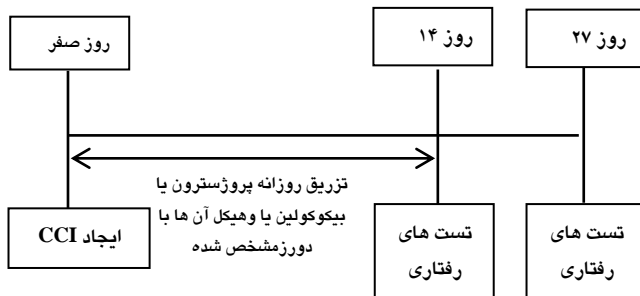 روز صفر
روز ۱۴
روز ۲۷
تزریق روزانه پروژسترون یا
بیکوکولین یا وهیکل آن ها با
دوزمشخص شده
ایجاد CCI
تست های
رفتاری
تست های
رفتاری